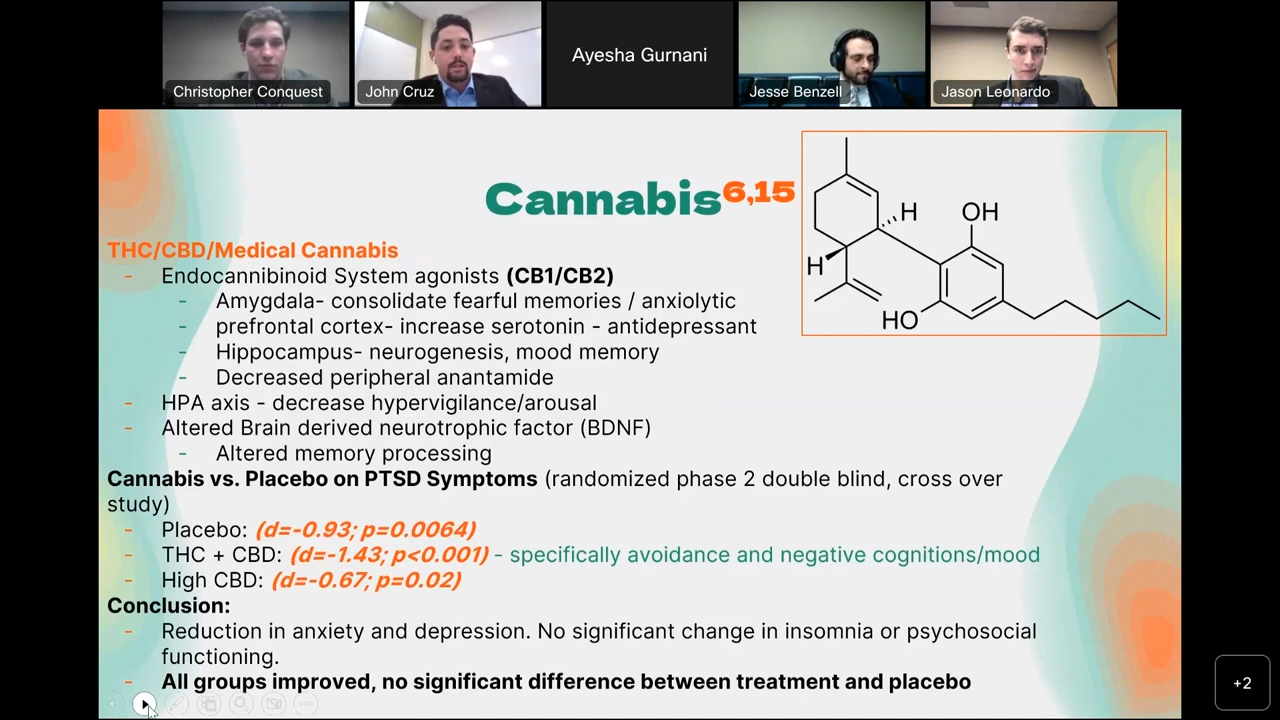 Christopher Conquest
John Cruz
Ayesha Gurnani
Jesse Benzell
Jason Leonardo
Cannabis6,15
H
OH
H
HO
THC/CBD/Medical Cannabis
- Endocannibinoid System agonists (CB1/CB2)
- Amygdala- consolidate fearful memories / anxiolytic
- prefrontal cortex- increase serotonin - antidepressant
- Hippocampus- neurogenesis, mood memory
- Decreased peripheral anantamide
- HPA axis - decrease hypervigilance/arousal
- Altered Brain derived neurotrophic factor (BDNF)
- Altered memory processing
Cannabis vs. Placebo on PTSD Symptoms (randomized phase 2 double blind, cross over
study)
- Placebo: (d=-0.93; p=0.0064)
- THC + CBD: (d=-1.43; p<0.001) - specifically avoidance and negative cognitions/mood
- High CBD: (d=-0.67; p=0.02)
Conclusion:
- Reduction in anxiety and depression. No significant change in insomnia or psychosocial
functioning.
- All groups improved, no significant difference between treatment and placebo
+2